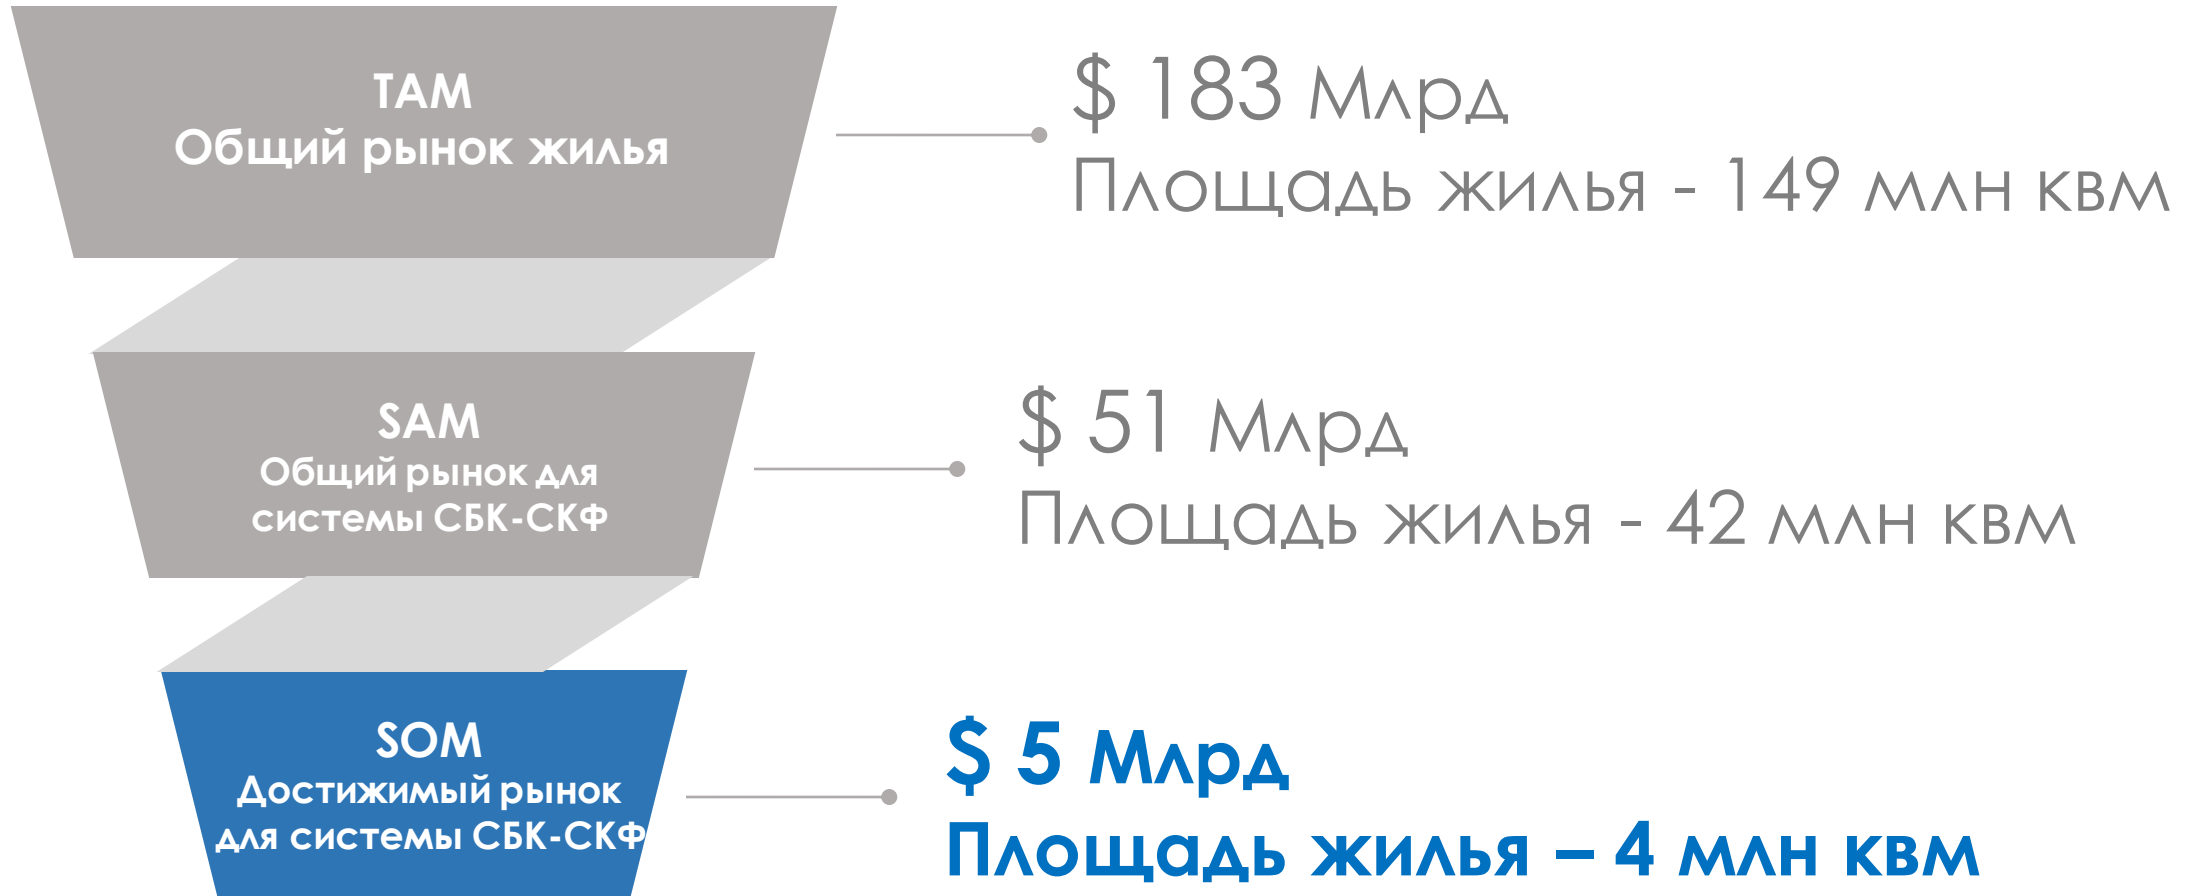 TAM
Общий рынок жилья
$ 183 Млрд
Площадь жилья - 149 млн квм
SAM
Общий рынок для
системы СБК-СКФ
$ 51 Млрд
Площадь жилья - 42 млн квм
SOM
Достижимый рынок
для системы СБК-СКФ
$ 5 Млрд
Площадь жилья – 4 млн квм